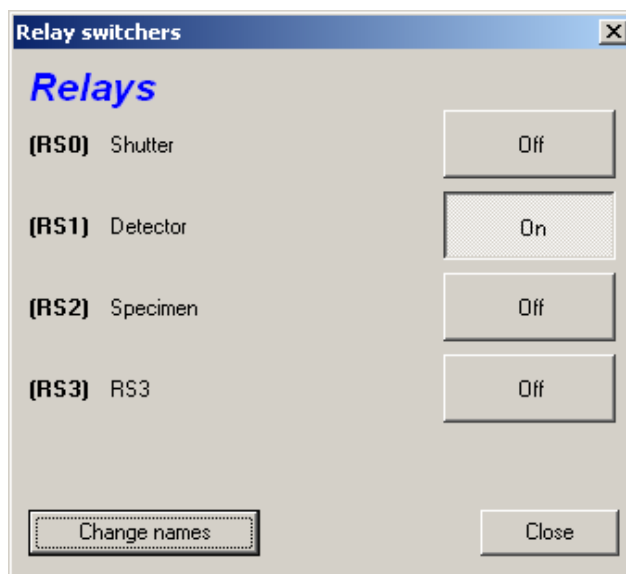 Relay switchers
Relays
(RS0) Shutter Off
(RS1) Detector On
(RS2) Specimen Off
(RS3) RS3 Off
Change names Close